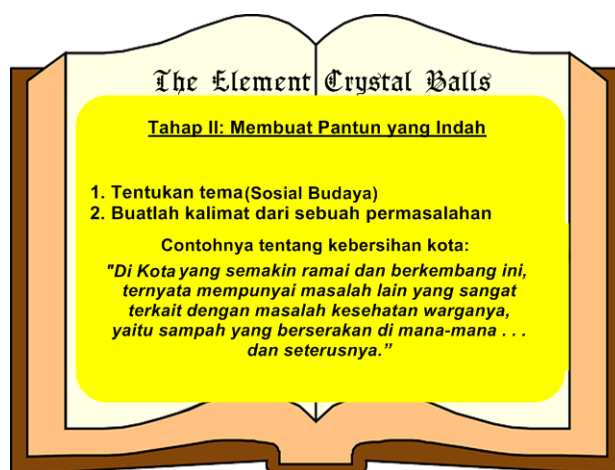 The Element Crystal Balls
Tahap II: Membuat Pantun yang Indah
1. Tentukan tema(Sosial Budaya)
2. Buatlah kalimat dari sebuah permasalahan
Contohnya tentang kebersihan kota:
"Di Kota yang semakin ramai dan berkembang ini,
ternyata mempunyai masalah lain yang sangat
terkait dengan masalah kesehatan warganya,
yaitu sampah yang berserakan di mana-mana . . .
dan seterusnya.”